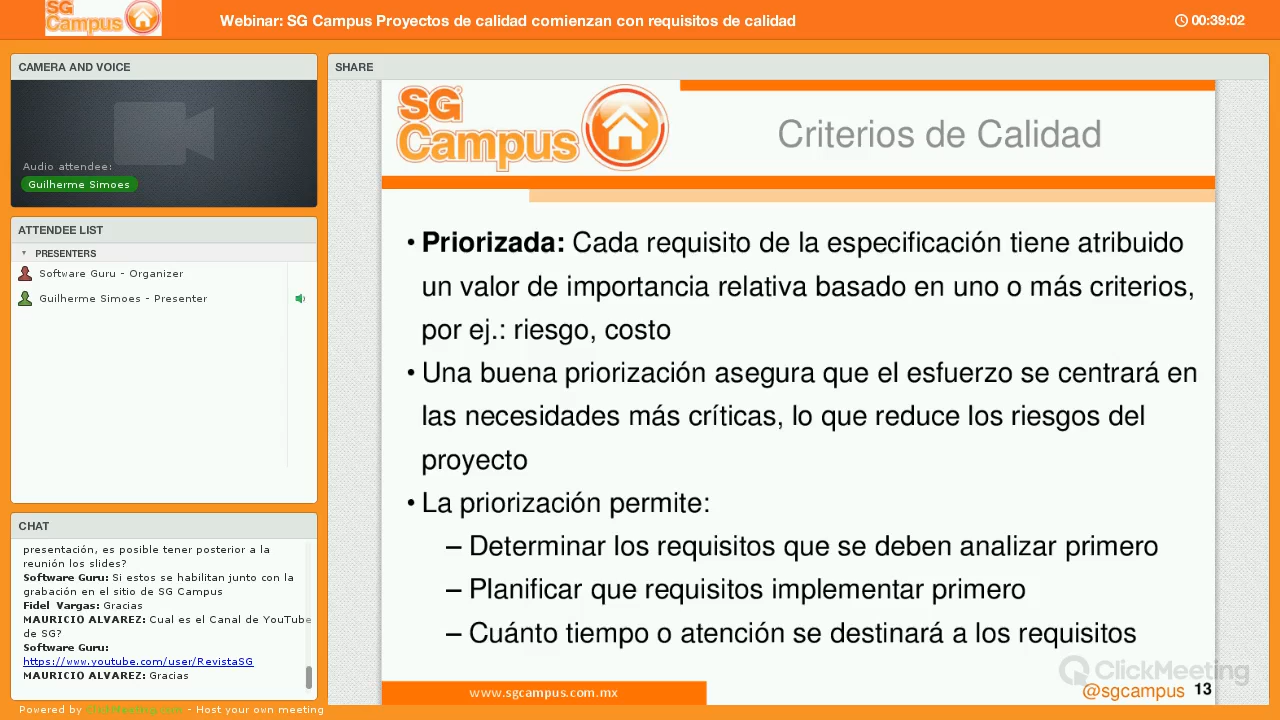 SG
Campus
Webinar: SG Campus Proyectos de calidad comienzan con requisitos de calidad
00:39:02
CAMERA AND VOICE
Audio attendee:
Guilherme Simoes
ATTENDEE LIST
PRESENTERS
Software Guru - Organizer
Guilherme Simoes - Presenter
CHAT
presentación, es posible tener posterior a la
reunión los slides?
Software Guru: Si estos se habilitan junto con la
grabación en el sitio de SG Campus
Fidel Vargas: Gracias
MAURICIO ALVAREZ: Cual es el Canal de YouTube
de SG?
Software Guru:
https://www.youtube.com/user/RevistaSG
MAURICIO ALVAREZ: Gracias
Powered by - Host your own meeting
SHARE
SG
Campus
Criterios de Calidad
• Priorizada: Cada requisito de la especificación tiene atribuido
un valor de importancia relativa basado en uno o más criterios,
por ej.: riesgo, costo
• Una buena priorización asegura que el esfuerzo se centrará en
las necesidades más críticas, lo que reduce los riesgos del
proyecto
• La priorización permite:
– Determinar los requisitos que se deben analizar primero
– Planificar que requisitos implementar primero
– Cuánto tiempo o atención se destinará a los requisitos
ClickMeeting
www.sgcampus.com.mx
@sgcampus 13